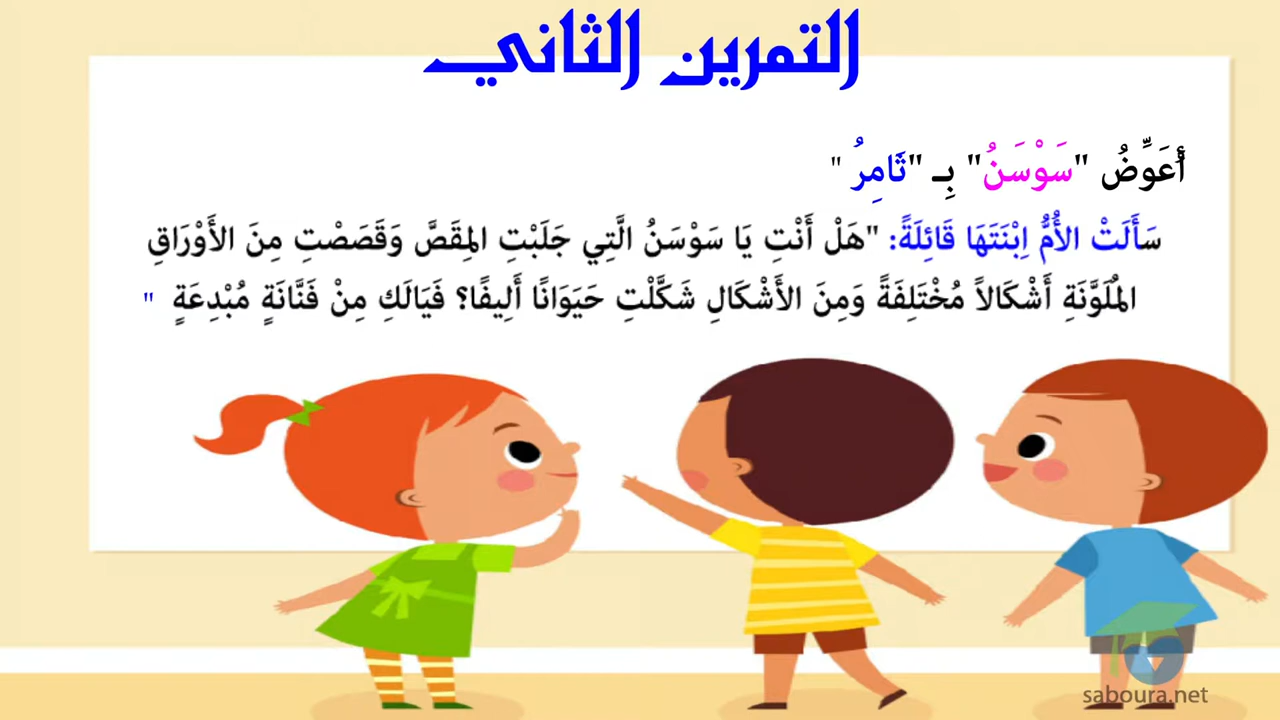 التمرين الثاني
أُعَوِّضُ "سَوْسَنُ" بِـ "ثَامِرُ "
سَأَلَتْ الأُمُّ اِبْنَتَهَا قَائِلَةً: "هَلْ أَنْتِ يَا سَوْسَنُ الَّتِي جَلَبْتِ المِقَصَّ وَقَصَصْتِ مِنَ الأَوْرَاقِ
المُلَوَّنَةِ أَشْكَالاً مُخْتَلِفَةً وَمِنَ الأَشْكَالِ شَكَّلْتِ حَيَوَانًا أَلِيفًا؟ فَيَالَكِ مِنْ فَنَّانَةٍ مُبْدِعَةٍ "
saboura.net